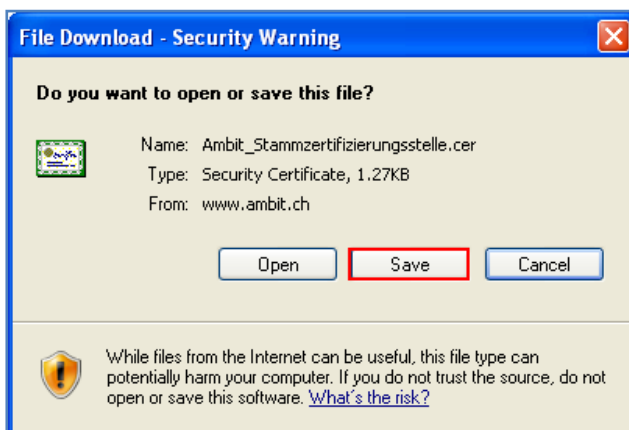 File Download - Security Warning
Do you want to open or save this file?
Name: Ambit_Stammzertifizierungsstelle.cer
Type: Security Certificate, 1.27KB
From: www.ambit.ch
Open Save Cancel
While files from the Internet can be useful, this file type can
potentially harm your computer. If you do not trust the source, do not
open or save this software. What's the risk?